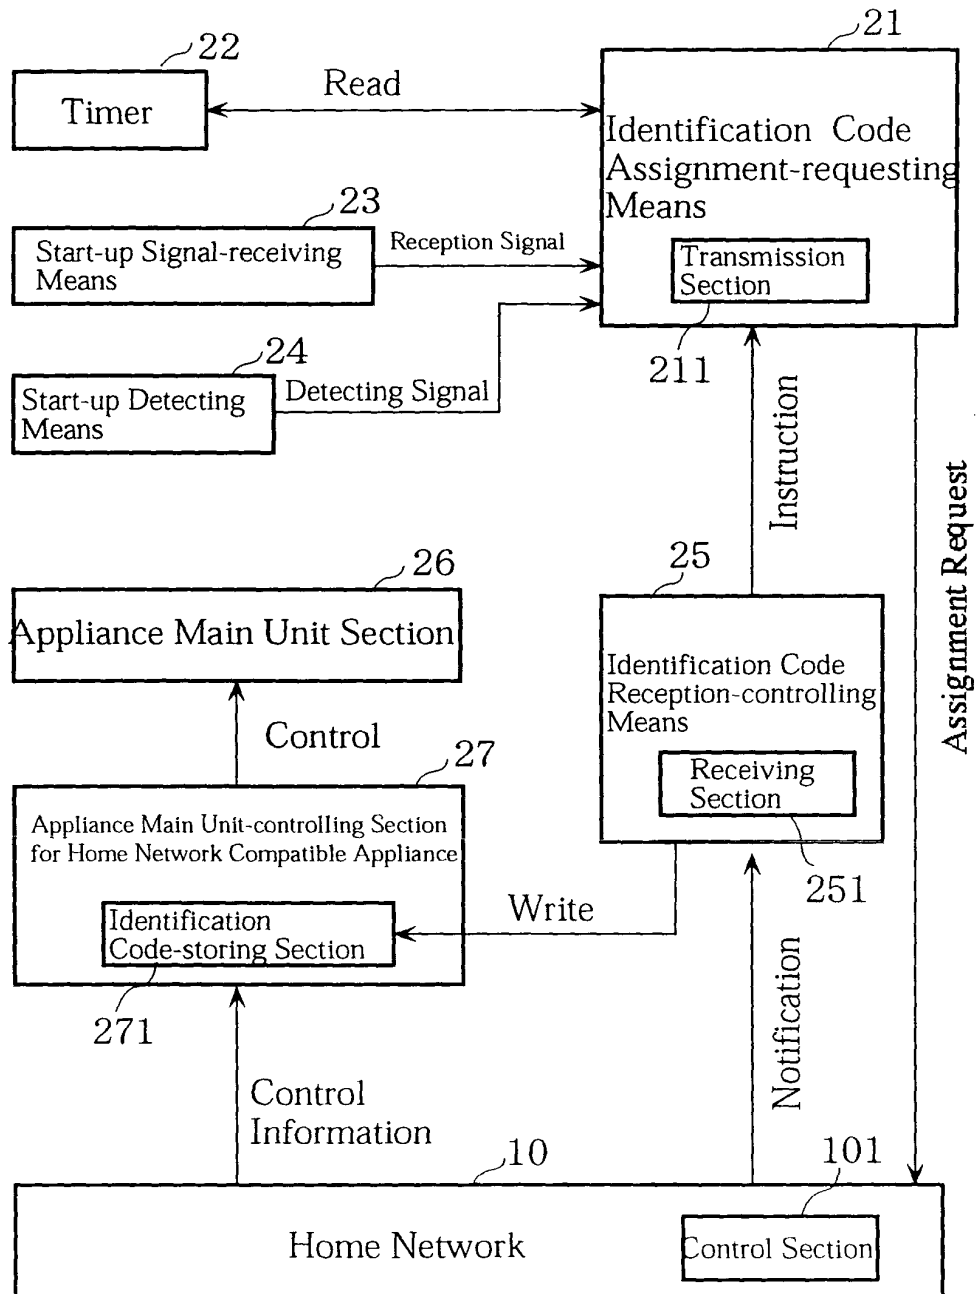 21
22
Timer
Read
Identification Code
Assignment-requesting
Means
23
Start-up Signal-receiving
Means
Reception Signal
Transmission
Section
211
24
Start-up Detecting
Means
Detecting Signal
Instruction
Assignment Request
26
Appliance Main Unit Section
25
Identification Code
Reception-controlling
Means
Receiving
Section
251
Control
27
Appliance Main Unit-controlling Section
for Home Network Compatible Appliance
Identification
Code-storing Section
271
Write
Notification
Control
Information
10
101
Home Network
Control Section